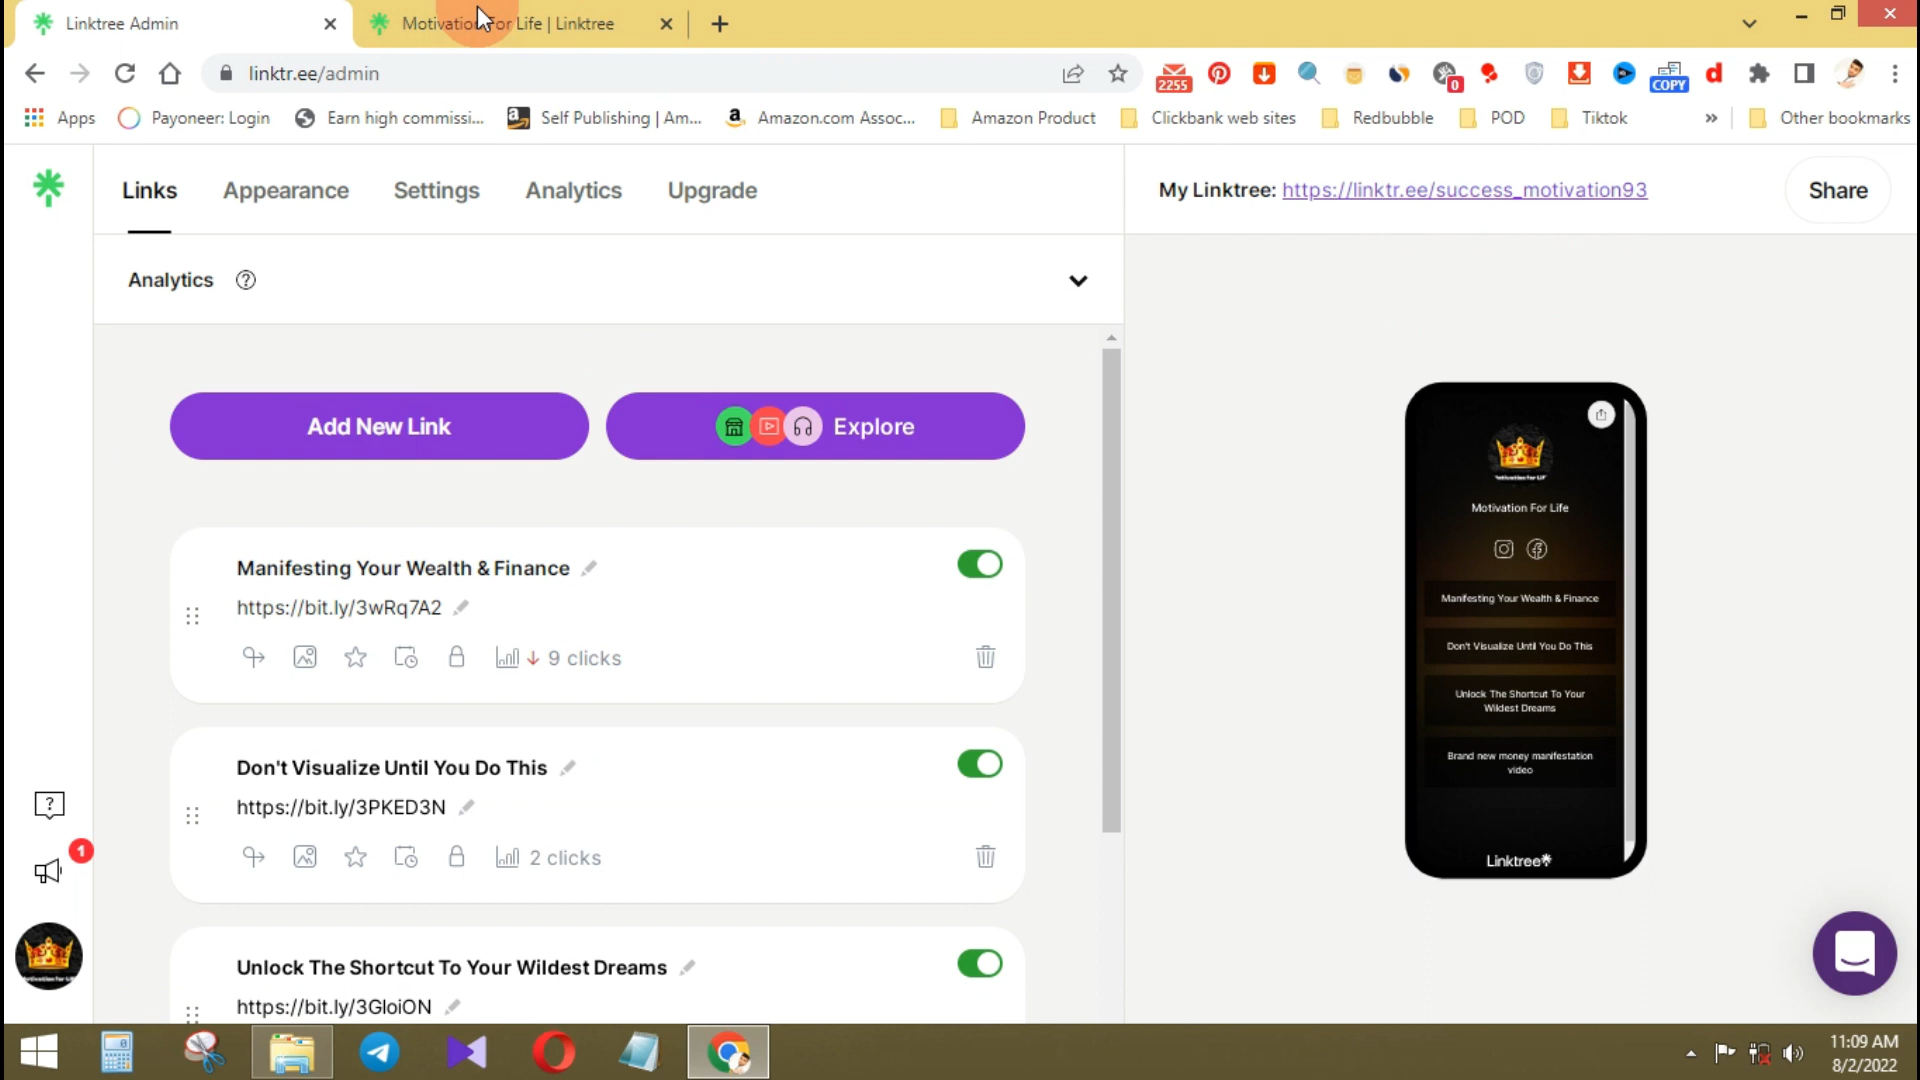 Linktree Admin
Motivation For Life | Linktree
linktr.ee/admin
2255
0
COPY
d
Apps
Payoneer: Login
Earn high commissi...
Self Publishing | Am...
Amazon.com Assoc...
Amazon Product
Clickbank web sites
Redbubble
POD
Tiktok
»
Other bookmarks
Links
Appearance
Settings
Analytics
Upgrade
My Linktree: https://linktr.ee/success_motivation93
Share
Analytics
Add New Link
Explore
Manifesting Your Wealth & Finance
https://bit.ly/3wRq7A2
9 clicks
Don't Visualize Until You Do This
https://bit.ly/3PKED3N
2 clicks
Unlock The Shortcut To Your Wildest Dreams
https://bit.ly/3GloiON
1
Motivation For Life
Manifesting Your Wealth & Finance
Don't Visualize Until You Do This
Unlock The Shortcut To Your
Wildest Dreams
Brand new money manifestation
video
Linktree
11:09 AM
8/2/2022